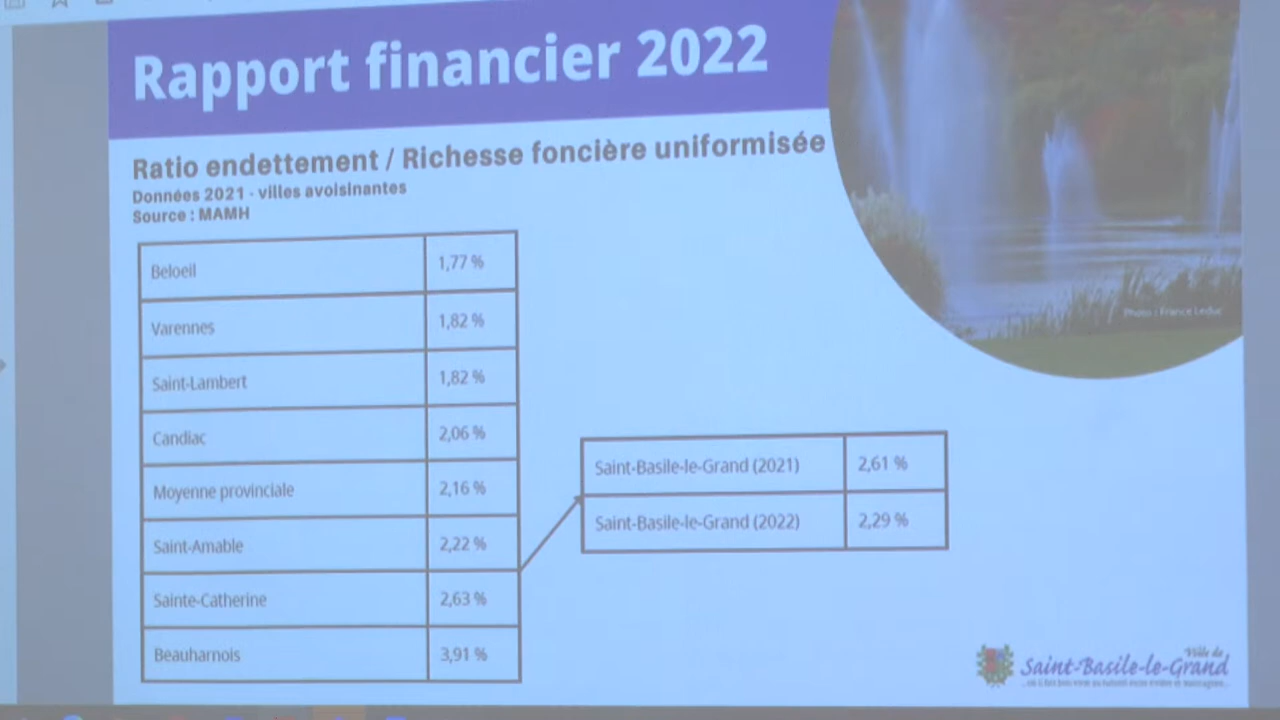 Rapport financier 2022
Ratio endettement / Richesse foncière uniformisée
Données 2021 - villes avoisinantes
Source : MAMH
Beloeil 1,77 %
Varennes 1,82 %
Saint-Lambert 1,82 %
Candiac 2,06 %
Moyenne provinciale 2,16 %
Saint-Amable 2,22 %
Sainte-Catherine 2,63 %
Beauharnois 3,91 %
Saint-Basile-le-Grand (2021) 2,61 %
Saint-Basile-le-Grand (2022) 2,29 %
Photo : France Leduc
Ville de
Saint-Basile-le-Grand